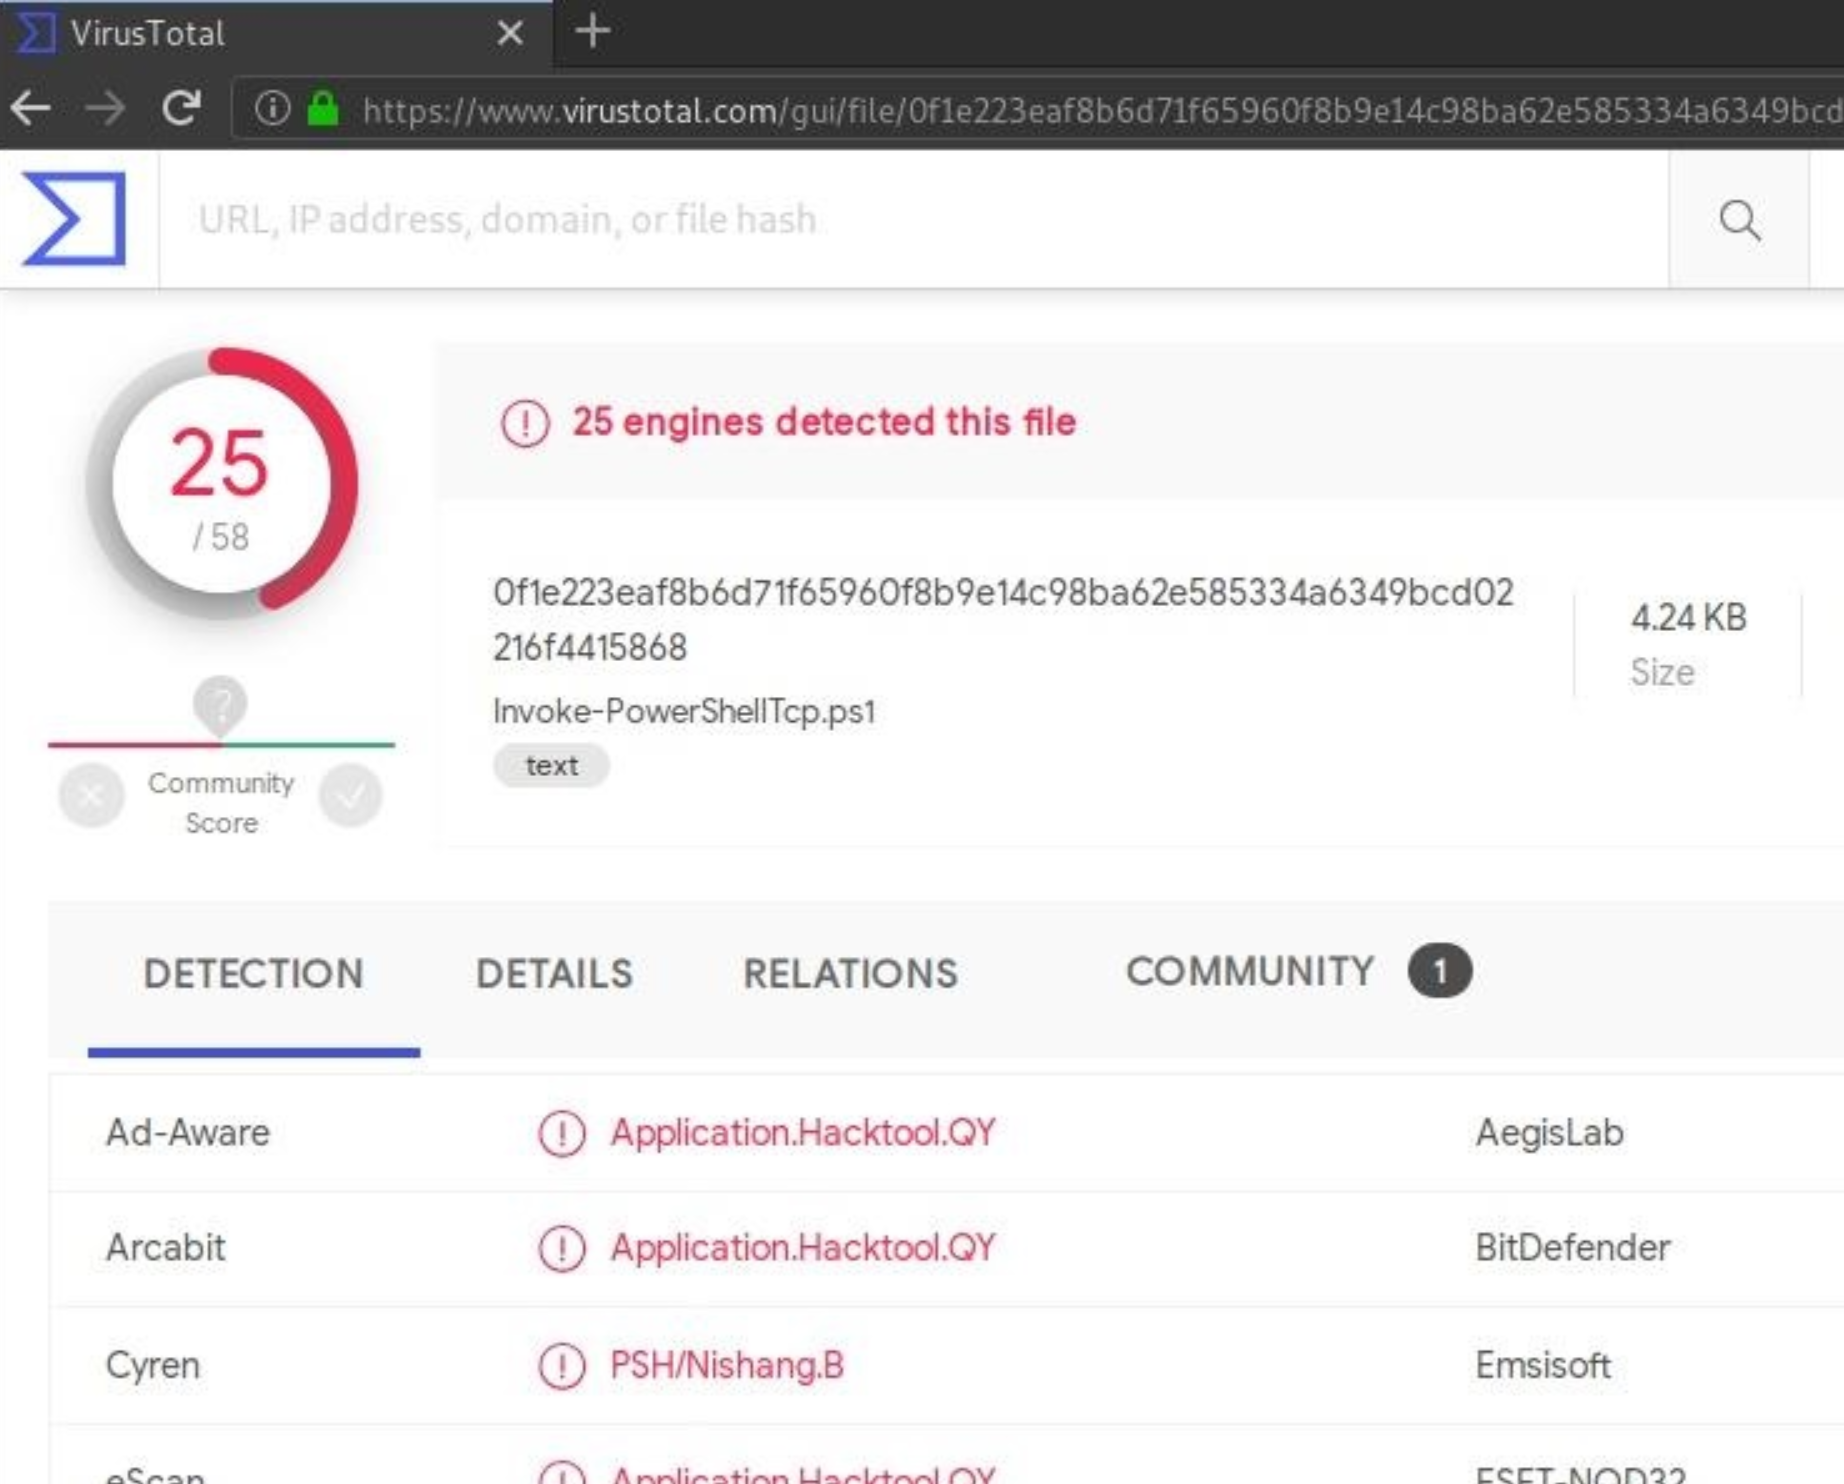 VirusTotal
https://www.virustotal.com/gui/file/0f1e223eaf8b6d71f65960f8b9e14c98ba62e585334a6349bcd
URL, IP address, domain, or file hash
25
/ 58
25 engines detected this file
0f1e223eaf8b6d71f65960f8b9e14c98ba62e585334a6349bcd02
216f4415868
Invoke-PowerShellTcp.ps1
text
4.24 KB
Size
Community
Score
DETECTION DETAILS RELATIONS COMMUNITY 1
Ad-Aware Application.Hacktool.QY AegisLab
Arcabit Application.Hacktool.QY BitDefender
Cyren PSH/Nishang.B Emsisoft
eScan Application.Hacktool.QY ESET-NOD32